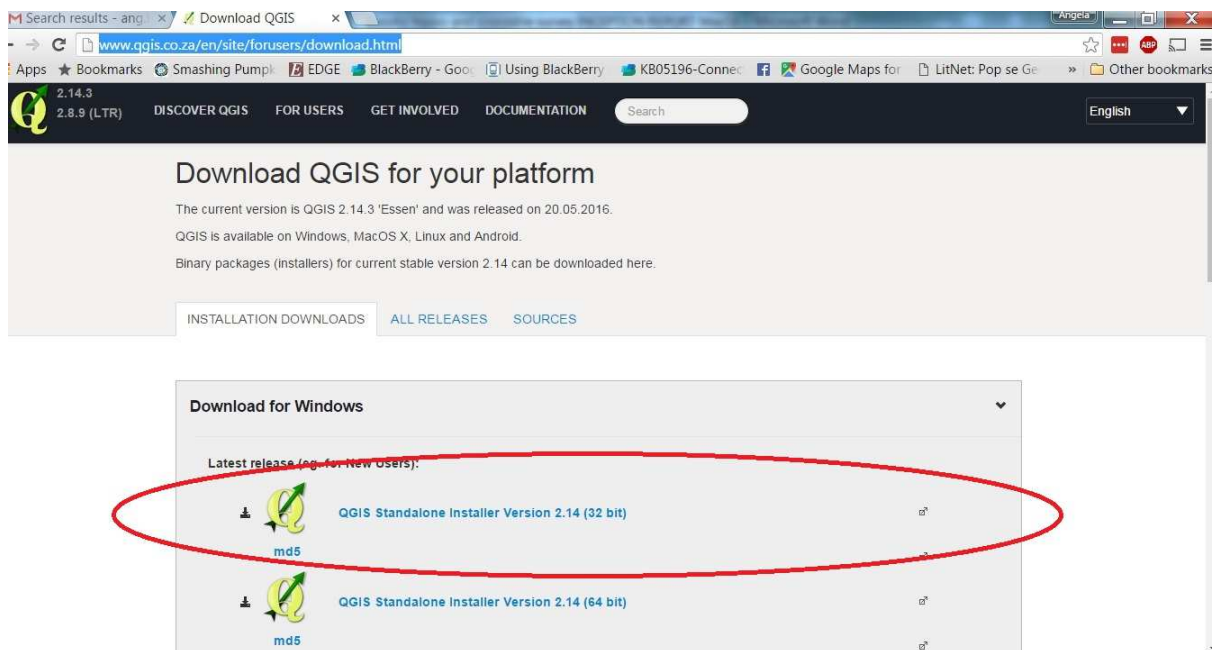 Search results - ang
Download QGIS
Angela
www.qgis.co.za/en/site/forusers/download.html
ABP
Apps Bookmarks Smashing Pump EDGE BlackBerry - Goo Using BlackBerry KB05196-Connec Google Maps for LitNet: Pop se Ge » Other bookmarks
2.14.3
2.8.9 (LTR)
DISCOVER QGIS FOR USERS GET INVOLVED DOCUMENTATION Search English
Download QGIS for your platform
The current version is QGIS 2.14.3 'Essen' and was released on 20.05.2016.
QGIS is available on Windows, MacOS X, Linux and Android.
Binary packages (installers) for current stable version 2.14 can be downloaded here.
INSTALLATION DOWNLOADS ALL RELEASES SOURCES
Download for Windows
Latest release (eg. for New Users):
QGIS Standalone Installer Version 2.14 (32 bit)
md5
QGIS Standalone Installer Version 2.14 (64 bit)
md5